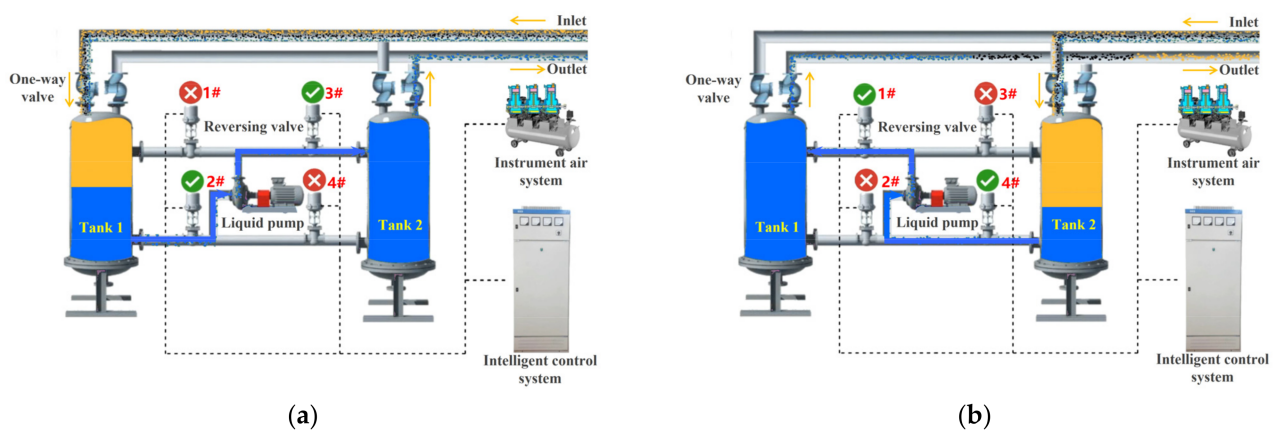 Inlet
Outlet
One-way
valve
1#
3#
Reversing valve
Instrument air
system
2#
4#
Tank 1
Liquid pump
Tank 2
Intelligent control
system
(a)
Inlet
Outlet
One-way
valve
1#
3#
Reversing valve
Instrument air
system
2#
4#
Tank 1
Liquid pump
Tank 2
Intelligent control
system
(b)